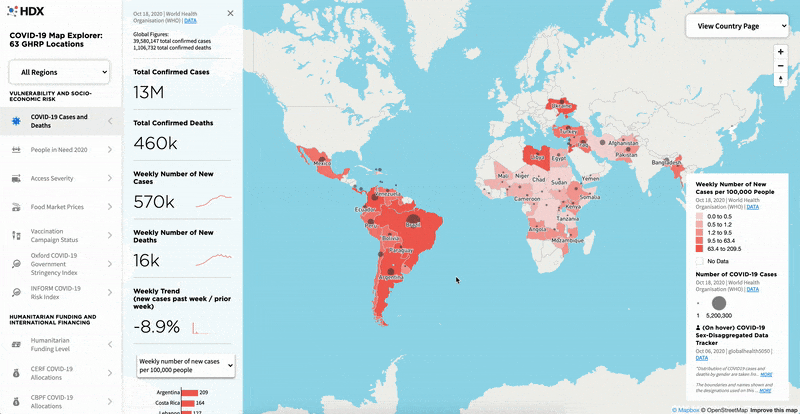 HDX
COVID-19 Map Explorer:
63 GHRP Locations
All Regions
VULNERABILITY AND SOCIO-
ECONOMIC RISK
COVID-19 Cases and
Deaths
People in Need 2020
Access Severity
Food Market Prices
Vaccination
Campaign Status
Oxford COVID-19
Government
Stringency Index
INFORM COVID-19
Risk Index
HUMANITARIAN FUNDING AND
INTERNATIONAL FINANCING
Humanitarian
Funding Level
CERF COVID-19
Allocations
CBPF COVID-19
Allocations
Oct 18, 2020 | World Health
Organisation (WHO) | DATA
Global Figures:
39,580,147 total confirmed cases
1,106,732 total confirmed deaths
Total Confirmed Cases
13M
Total Confirmed Deaths
460k
Weekly Number of New
Cases
570k
Weekly Number of New
Deaths
16k
Weekly Trend
(new cases past week / prior
week)
-8.9%
Weekly number of new cases
per 100,000 people
Argentina 209
Costa Rica 164
Lebanon 127
Mexico
Venezuela
Ecuador
Peru
Brazil
Bolivia
Paraguay
Argentina
Ukraine
Turkey
Iraq
Afghanistan
Pakistan
Bangladesh
Libya
Egypt
Mali
Niger
Chad
Sudan
Cameroon
Somalia
Kenya
Tanzania
Angola
Mozambique
View Country Page
Weekly Number of New
Cases per 100,000 People
Oct 18, 2020 | World Health
Organisation (WHO) | DATA
0.0 to 0.5
0.5 to 1.2
1.2 to 9.5
9.5 to 63.4
63.4 to 209.5
No Data
Number of COVID-19 Cases
Oct 18, 2020 | World Health
Organisation (WHO) | DATA
1 5,200,300
(On hover) COVID-19
Sex-Disaggregated Data
Tracker
Oct 06, 2020 | globalhealth5050 |
DATA
"Distribution of COVID19 cases and
deaths by gender are taken fro... MORE
The boundaries and names shown and
the designations used on this... MORE
© Mapbox © OpenStreetMap Improve this map